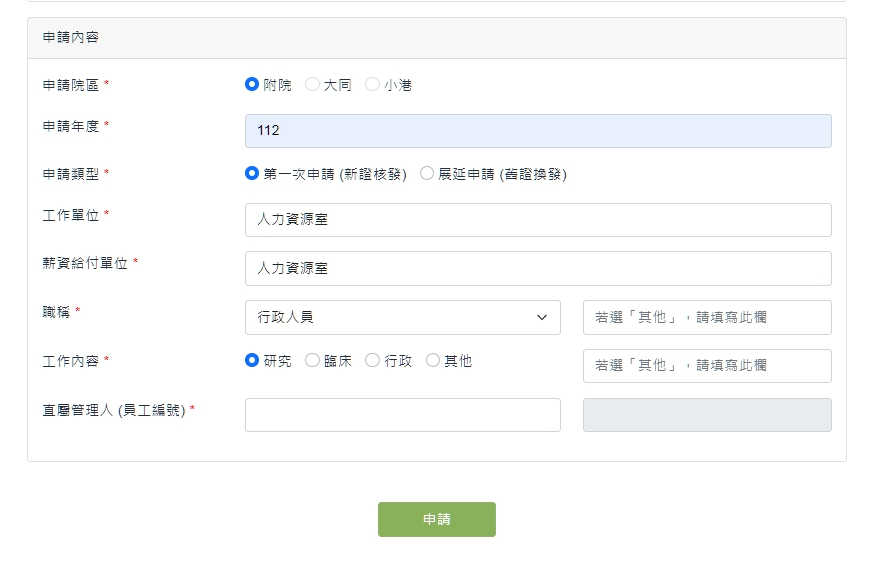 申請內容
申請院區 * 附院 大同 小港
申請年度 * 112
申請類型 * 第一次申請 (新證核發) 展延申請 (舊證換發)
工作單位 * 人力資源室
薪資給付單位 * 人力資源室
職稱 * 行政人員 若選「其他」，請填寫此欄
工作內容 * 研究 臨床 行政 其他 若選「其他」，請填寫此欄
直屬管理人 (員工編號) *
申請